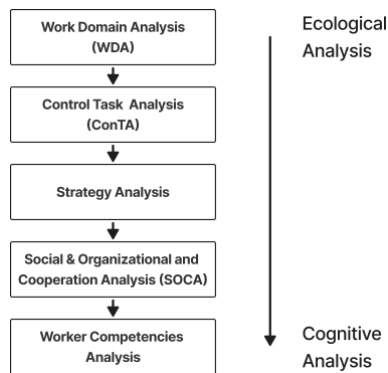 Work Domain Analysis
(WDA)
Control Task Analysis
(ConTA)
Strategy Analysis
Social & Organizational and
Cooperation Analysis (SOCA)
Worker Competencies
Analysis
Ecological
Analysis
Cognitive
Analysis